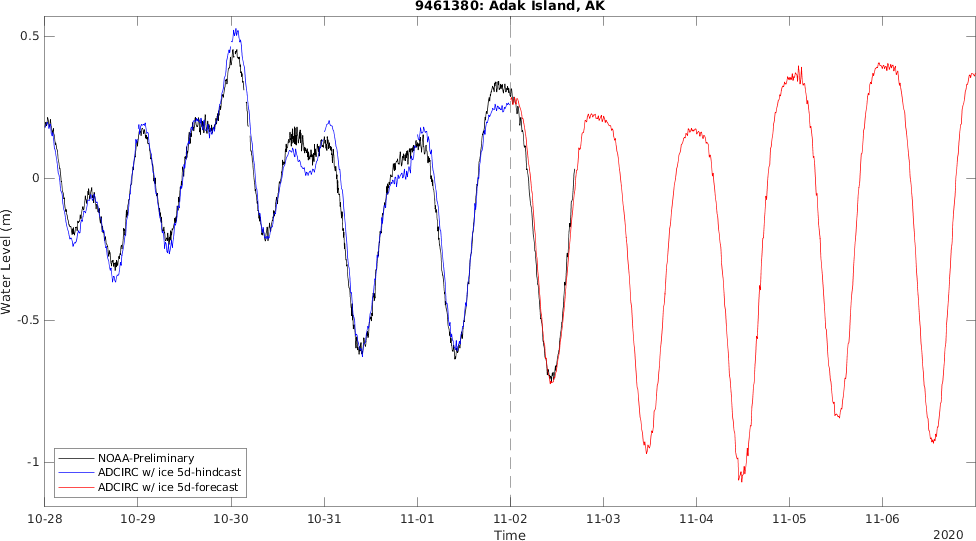 9461380: Adak Island, AK
Water Level (m)
0.5
0
-0.5
-1
NOAA-Preliminary
ADCIRC w/ ice 5d-hindcast
ADCIRC w/ ice 5d-forecast
10-28 10-29 10-30 10-31 11-01 11-02 11-03 11-04 11-05 11-06
Time
2020